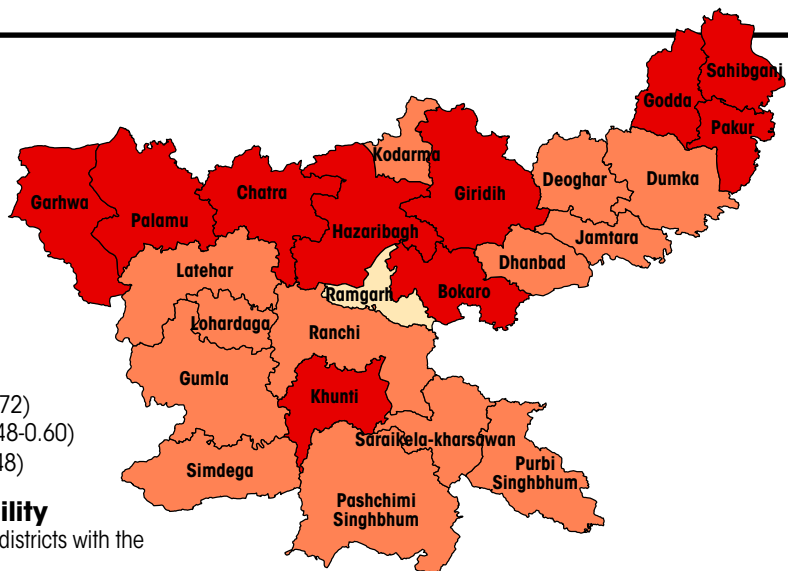 Sahibganj
Godda
Pakur
Kodarma
Garhwa
Palamu
Chatra
Hazaribagh
Giridih
Deoghar
Dumka
Jamtara
Dhanbad
Latehar
Ramgarh
Bokaro
Lohardaga
Ranchi
Gumla
Khunti
72)
48-0.60)
48)
Saraikela-kharsawan
Simdega
Purbi
Singhbhum
Pashchimi
Singhbhum
ility
districts with the